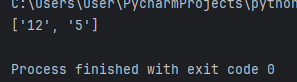 C:\Users\User\PycharmProjects\python
['12', '5']
Process finished with exit code 0